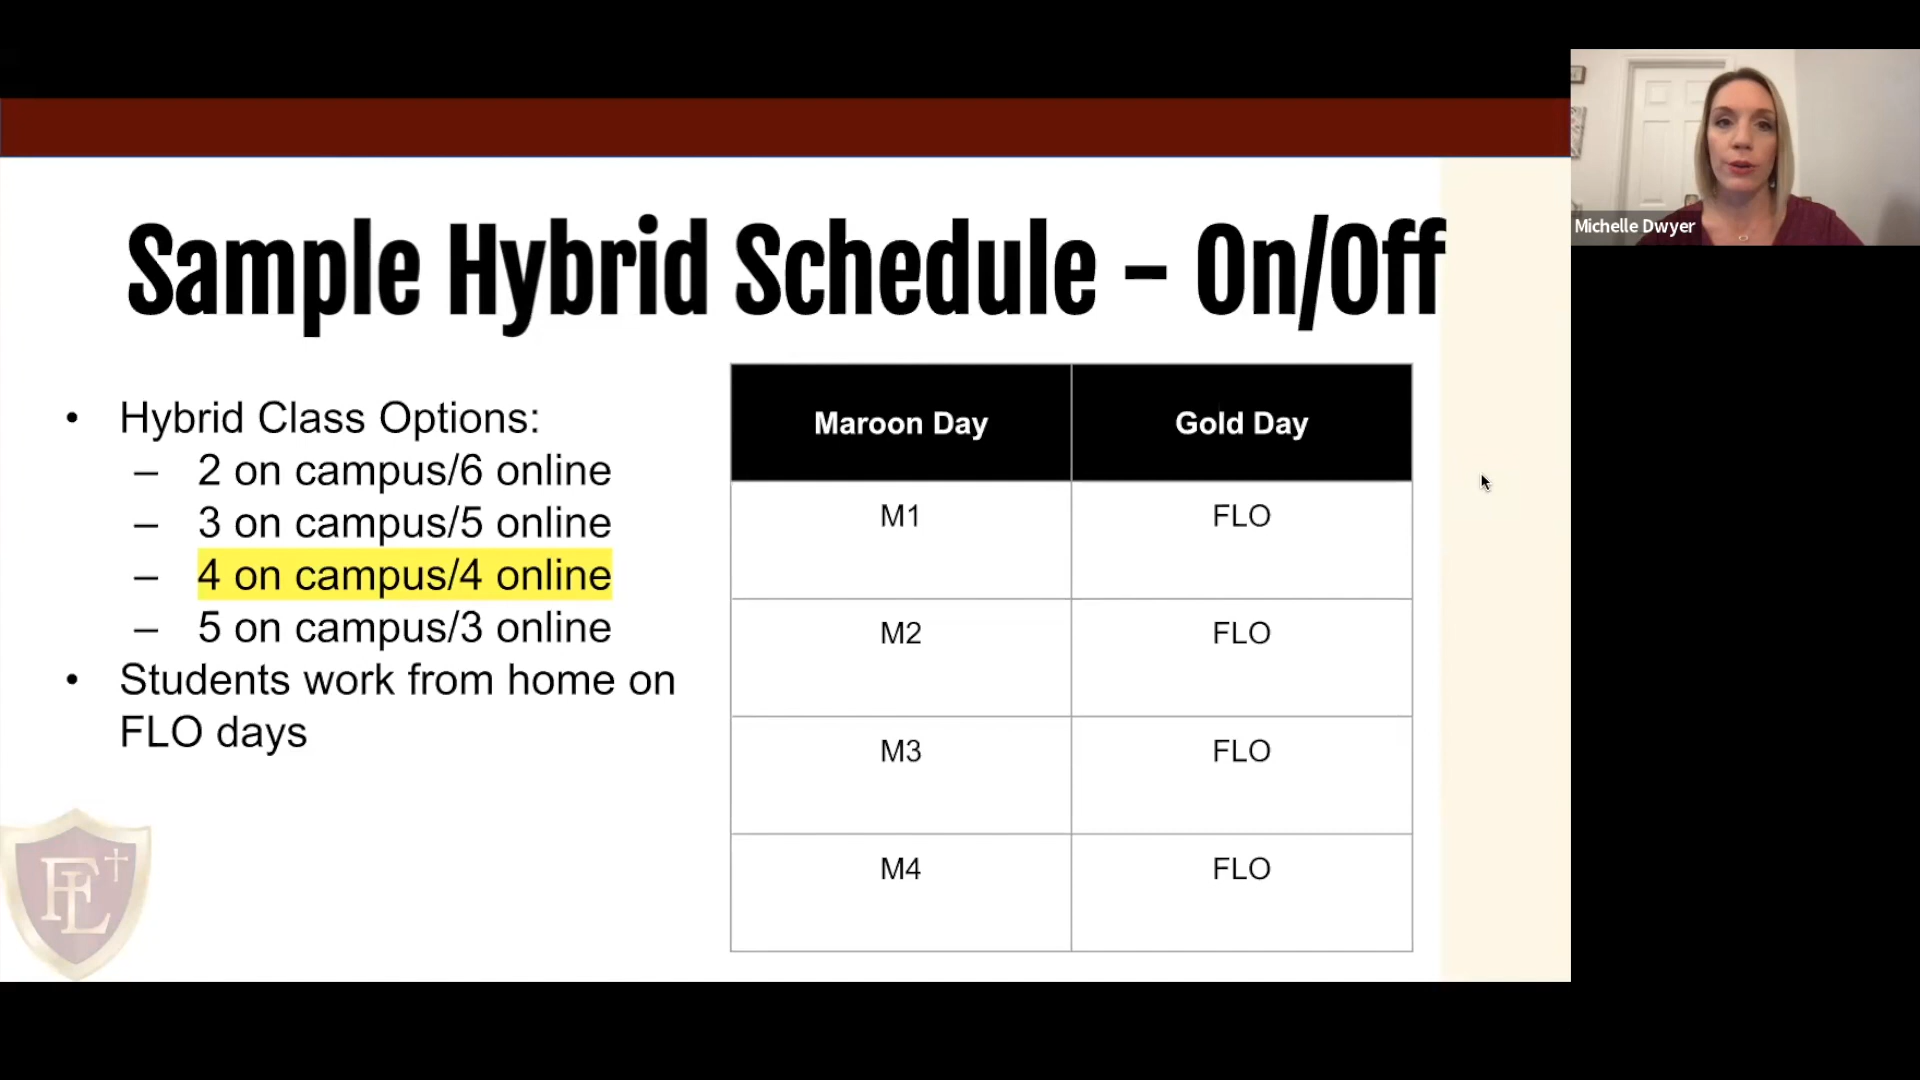 Sample Hybrid Schedule – On/Off
• Hybrid Class Options:
– 2 on campus/6 online
– 3 on campus/5 online
– 4 on campus/4 online
– 5 on campus/3 online
• Students work from home on
FLO days
Maroon Day Gold Day
M1 FLO
M2 FLO
M3 FLO
M4 FLO
FL
Michelle Dwyer